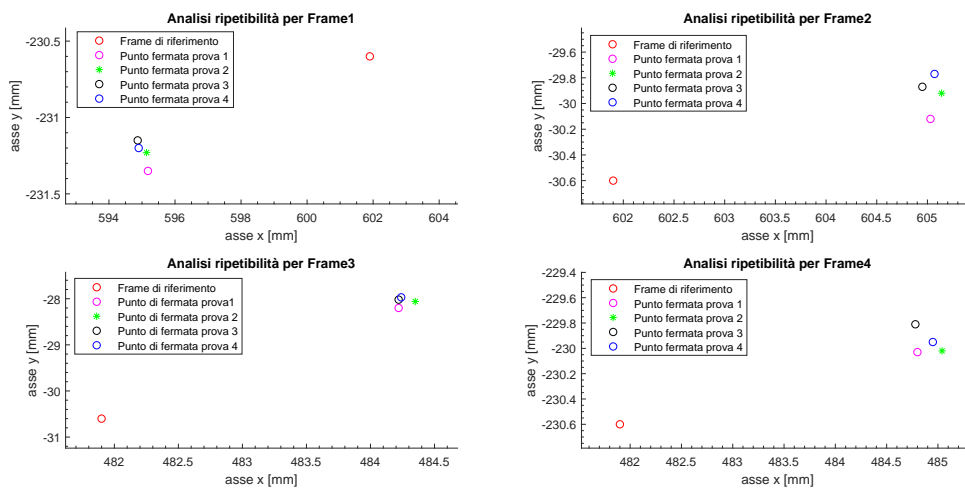 Analisi ripetibilità per Frame1
Frame di riferimento
Punto fermata prova 1
Punto fermata prova 2
Punto fermata prova 3
Punto fermata prova 4
-230.5
-231
-231.5
asse y [mm]
594 596 598 600 602 604
asse x [mm]
Analisi ripetibilità per Frame2
Frame di riferimento
Punto fermata prova 1
Punto fermata prova 2
Punto fermata prova 3
Punto fermata prova 4
-29.6
-29.8
-30
-30.2
-30.4
-30.6
asse y [mm]
602 602.5 603 603.5 604 604.5 605
asse x [mm]
Analisi ripetibilità per Frame3
Frame di riferimento
Punto di fermata prova1
Punto di fermata prova 2
Punto di fermata prova 3
Punto di fermata prova 4
-28
-29
-30
-31
asse y [mm]
482 482.5 483 483.5 484 484.5
asse x [mm]
Analisi ripetibilità per Frame4
Frame di riferimento
Punto fermata prova 1
Punto fermata prova 2
Punto fermata prova 3
Punto fermata prova 4
-229.4
-229.6
-229.8
-230
-230.2
-230.4
-230.6
asse y [mm]
482 482.5 483 483.5 484 484.5 485
asse x [mm]